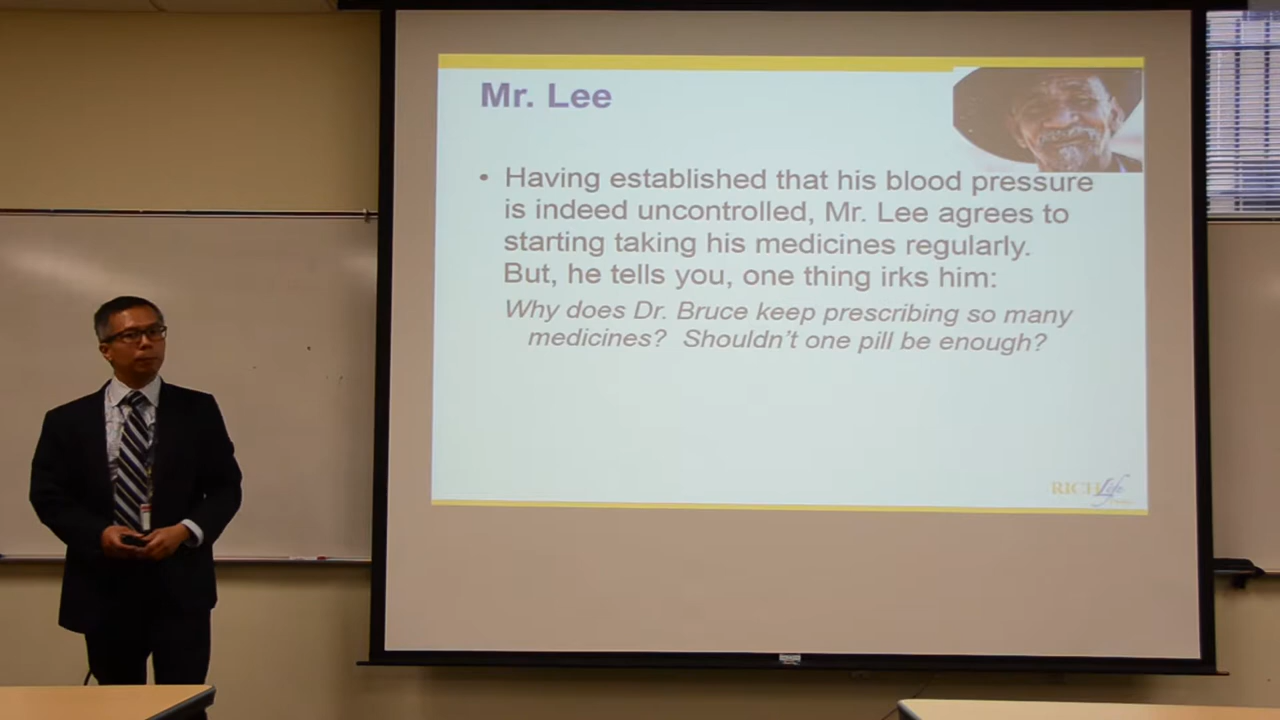 Mr. Lee
• Having established that his blood pressure
is indeed uncontrolled, Mr. Lee agrees to
starting taking his medicines regularly.
But, he tells you, one thing irks him:
Why does Dr. Bruce keep prescribing so many
medicines?  Shouldn't one pill be enough?
RICH Life